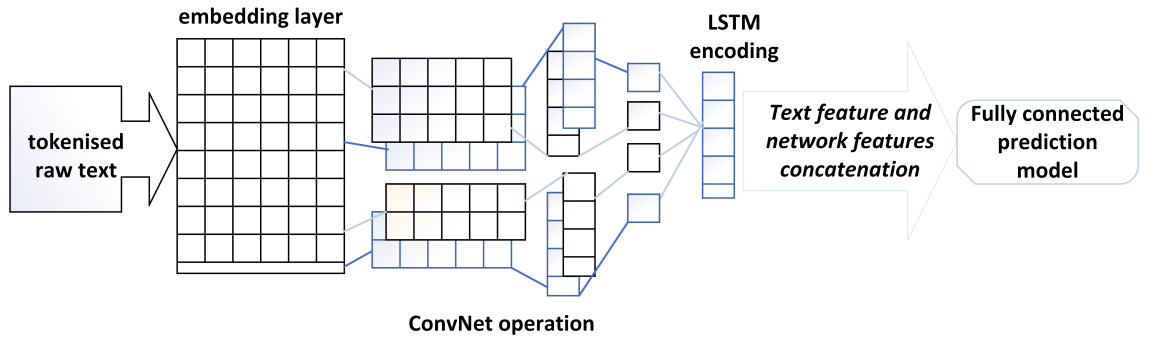 embedding layer
LSTM
encoding
tokenised
raw text
Text feature and
network features
concatenation
Fully connected
prediction
model
ConvNet operation